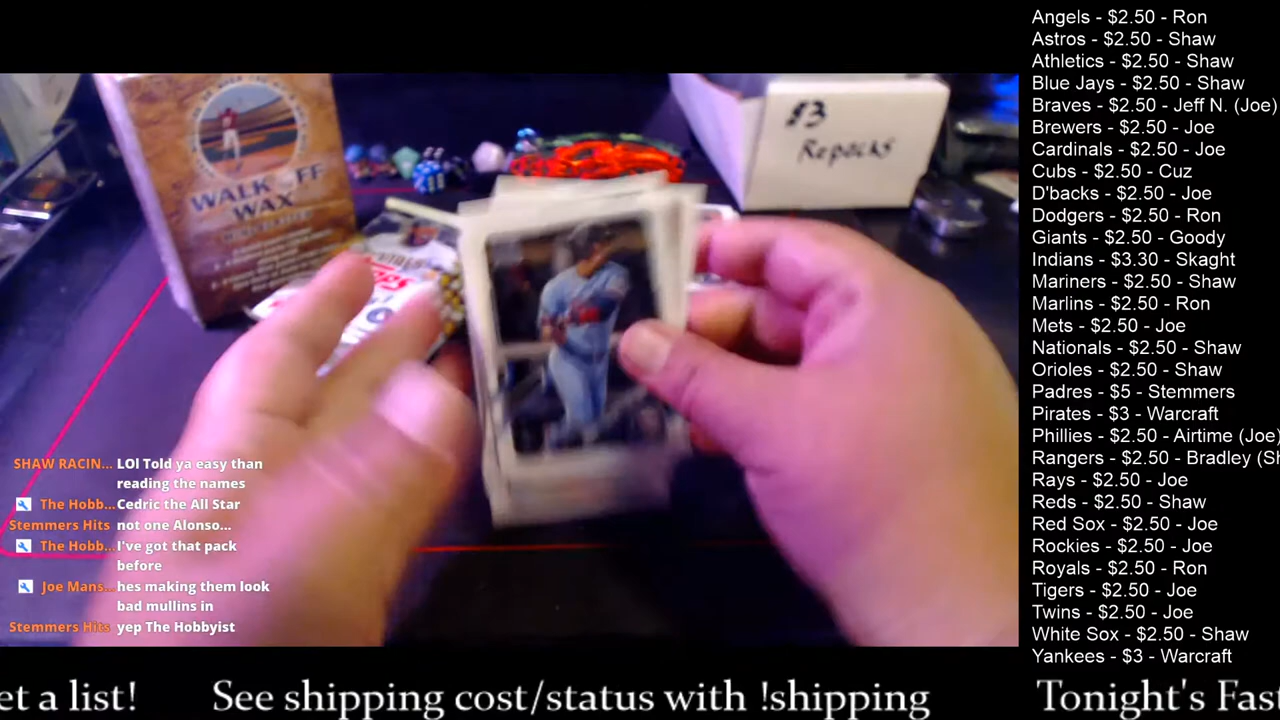 WALK OFF
WAX
$3
Repacks
SHAW RACIN... LOl Told ya easy than
reading the names
The Hobb... Cedric the All Star
Stemmers Hits not one Alonso...
The Hobb... I've got that pack
before
Joe Mans... hes making them look
bad mullins in
Stemmers Hits yep The Hobbyist
Angels - $2.50 - Ron
Astros - $2.50 - Shaw
Athletics - $2.50 - Shaw
Blue Jays - $2.50 - Shaw
Braves - $2.50 - Jeff N. (Joe)
Brewers - $2.50 - Joe
Cardinals - $2.50 - Joe
Cubs - $2.50 - Cuz
D'backs - $2.50 - Joe
Dodgers - $2.50 - Ron
Giants - $2.50 - Goody
Indians - $3.30 - Skaght
Mariners - $2.50 - Shaw
Marlins - $2.50 - Ron
Mets - $2.50 - Joe
Nationals - $2.50 - Shaw
Orioles - $2.50 - Shaw
Padres - $5 - Stemmers
Pirates - $3 - Warcraft
Phillies - $2.50 - Airtime (Joe)
Rangers - $2.50 - Bradley (Sh
Rays - $2.50 - Joe
Reds - $2.50 - Shaw
Red Sox - $2.50 - Joe
Rockies - $2.50 - Joe
Royals - $2.50 - Ron
Tigers - $2.50 - Joe
Twins - $2.50 - Joe
White Sox - $2.50 - Shaw
Yankees - $3 - Warcraft
et a list! See shipping cost/status with !shipping Tonight's Fas